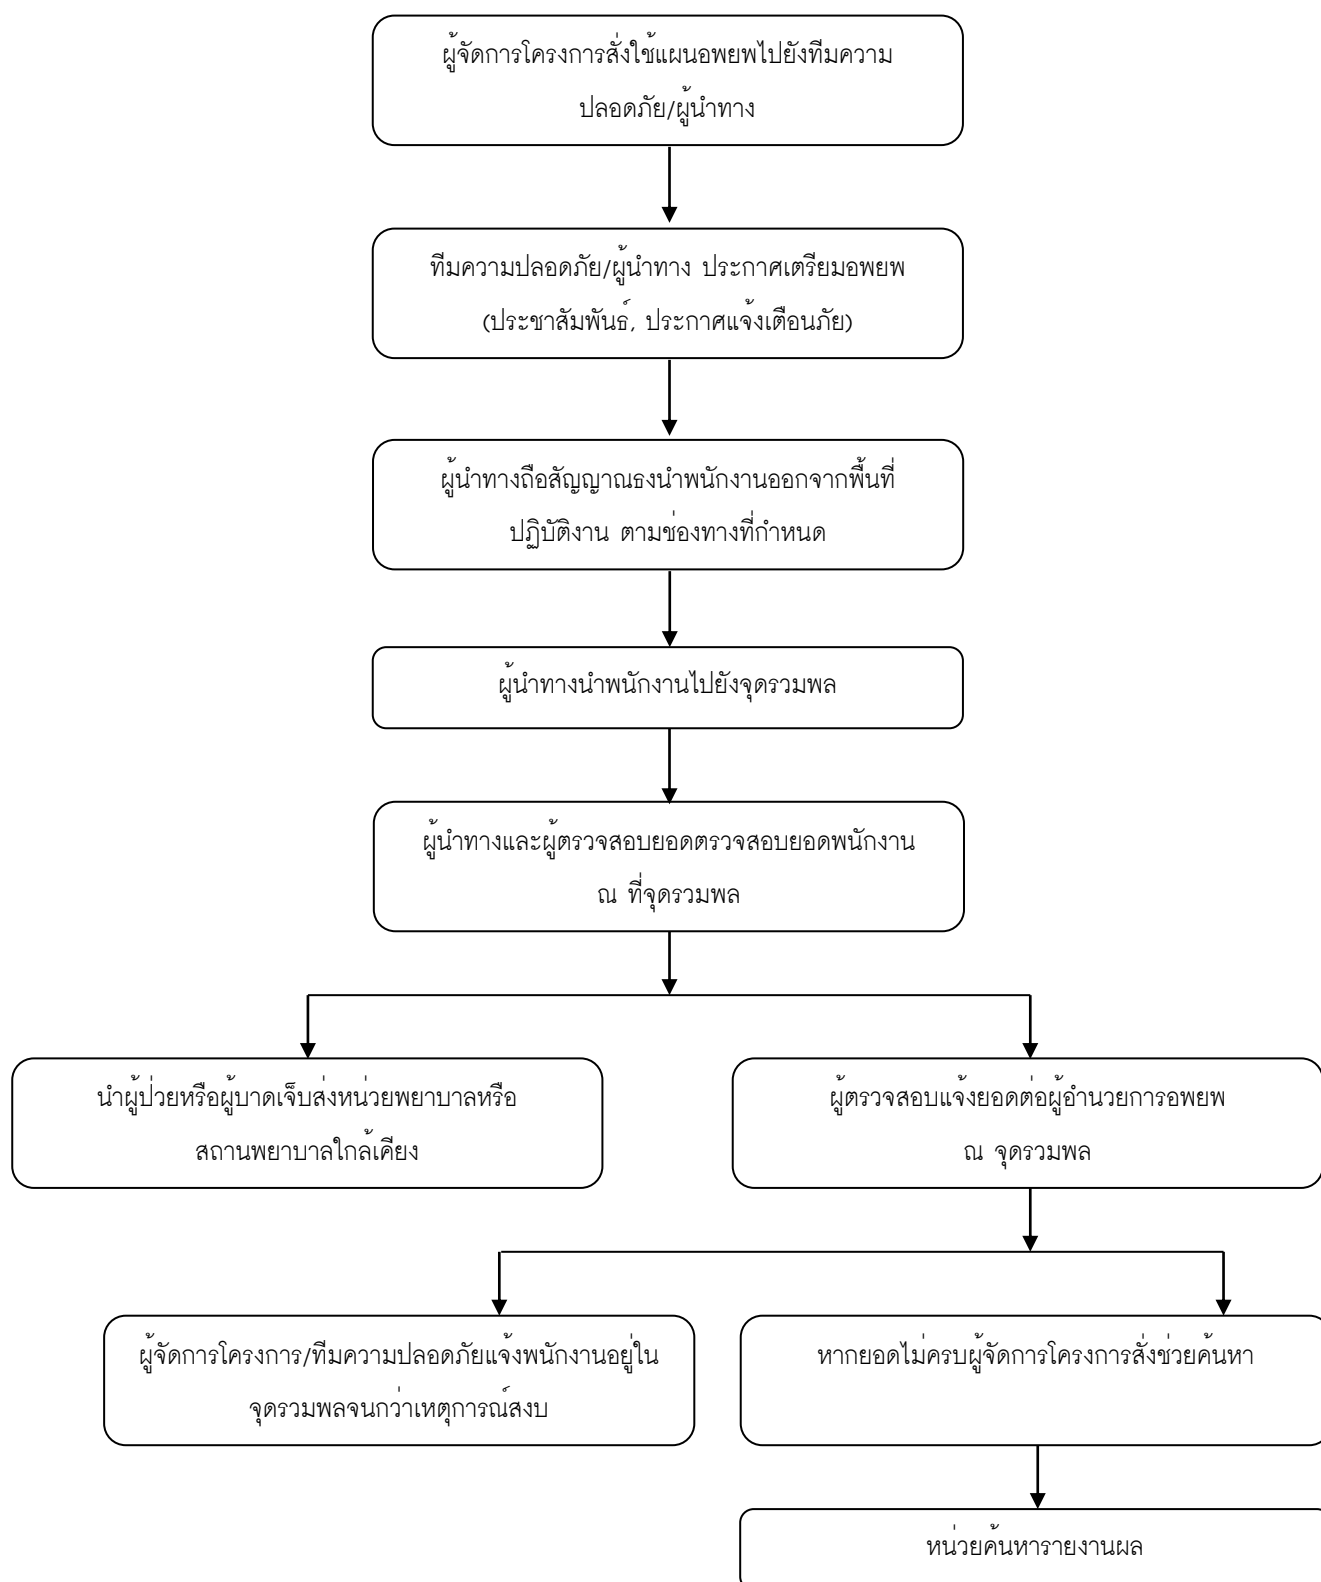 ผู้จัดการโครงการสั่งใช้แผนอพยพไปยังทีมความ
ปลอดภัย/ผู้นำทาง
ทีมความปลอดภัย/ผู้นำทาง ประกาศเตรียมอพยพ
(ประชาสัมพันธ์, ประกาศแจ้งเตือนภัย)
ผู้นำทางถือสัญญาณธงนำพนักงานออกจากพื้นที่
ปฏิบัติงาน ตามช่องทางที่กำหนด
ผู้นำทางนำพนักงานไปยังจุดรวมพล
ผู้นำทางและผู้ตรวจสอบยอดตรวจสอบยอดพนักงาน
ณ ที่จุดรวมพล
นำผู้ป่วยหรือผู้บาดเจ็บส่งหน่วยพยาบาลหรือ
สถานพยาบาลใกล้เคียง
ผู้ตรวจสอบแจ้งยอดต่อผู้อำนวยการอพยพ
ณ จุดรวมพล
ผู้จัดการโครงการ/ทีมความปลอดภัยแจ้งพนักงานอยู่ใน
จุดรวมพลจนกว่าเหตุการณ์สงบ
หากยอดไม่ครบผู้จัดการโครงการสั่งช่วยค้นหา
หน่วยค้นหารายงานผล